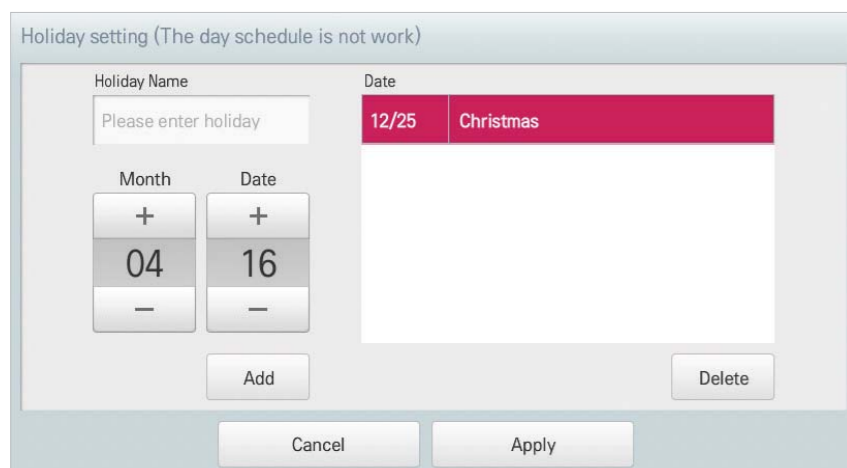 Holiday setting (The day schedule is not work)
Holiday Name
Please enter holiday
Month Date
+ +
04 16
− −
Add
Date
12/25 Christmas
Delete
Cancel Apply